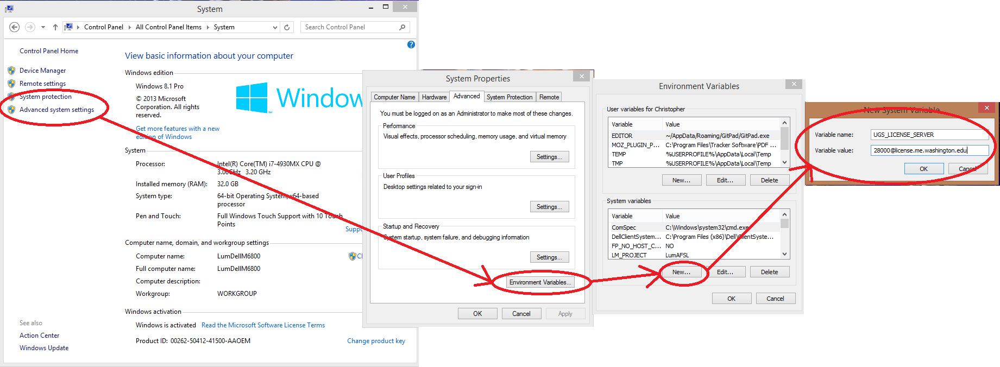 System
Control Panel
All Control Panel Items
System
Search Control Panel
Control Panel Home
Device Manager
Remote settings
System protection
Advanced system settings
See also
Action Center
Windows Update
View basic information about your computer
Windows edition
Windows 8.1 Pro
© 2013 Microsoft
Corporation. All rights
reserved.
Get more features with a new
edition of Windows
Window
System
Processor: Intel(R) Core(TM) i7-4930MX CPU @
3.00GHz 3.20 GHz
Installed memory (RAM): 32.0 GB
System type: 64-bit Operating System, x64-based
processor
Pen and Touch: Full Windows Touch Support with 10 Touch
Points
Suppo
Computer name, domain, and workgroup settings
Computer name: LumDellM6800
Full computer name: LumDellM6800
Computer description:
Workgroup: WORKGROUP
Windows activation
Windows is activated Read the Microsoft Software License Terms
Product ID: 00262-50412-41500-AAOEM
Change product key
System Properties
Computer Name
Hardware
Advanced
System Protection
Remote
You must be logged on as an Administrator to make most of these changes.
Performance
Visual effects, processor scheduling, memory usage, and virtual memory
Settings...
User Profiles
Desktop settings related to your sign-in
Settings...
Startup and Recovery
System startup, system failure, and debugging information
Settings...
Environment Variables...
OK
Cancel
Apply
Environment Variables
User variables for Christopher
Variable Value
EDITOR ~/AppData/Roaming/GitPad/GitPad.exe
MOZ_PLUGIN_P... C:\Program Files\Tracker Software\PDF ...
TEMP %USERPROFILE%\AppData\Local\Temp
TMP %USERPROFILE%\AppData\Local\Temp
New...
Edit...
Delete
System variables
Variable Value
ComSpec C:\Windows\system32\cmd.exe
DellClientSystem... C:\Program Files (x86)\Dell\ClientSyste...
FP_NO_HOST_C... NO
LM_PROJECT LumAFSL
New...
Edit...
Delete
OK
Cancel
New System Variable
Variable name: UGS_LICENSE_SERVER
Variable value: 28000@license.me.washington.edu
OK
Cancel